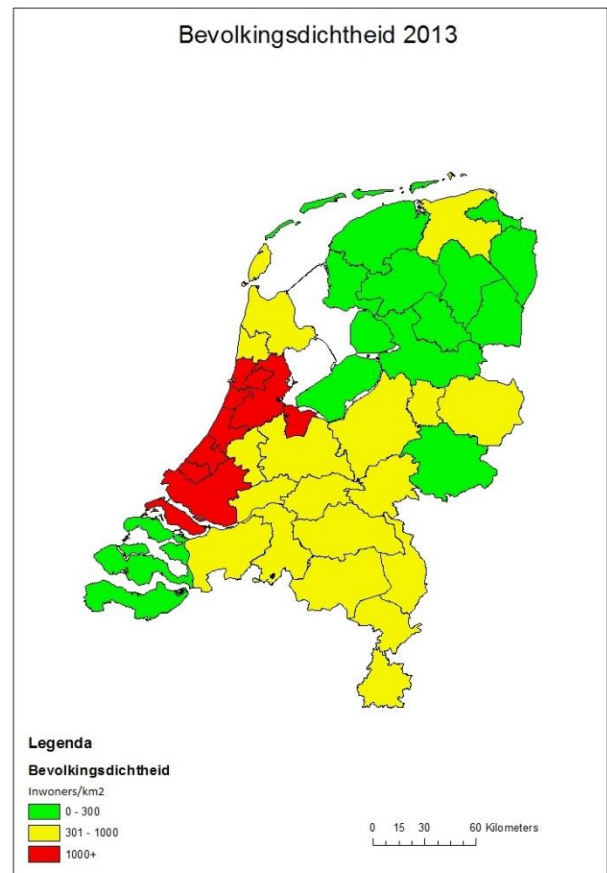 Bevolkingsdichtheid 2013
Legenda
Bevolkingsdichtheid
Inwoners/km2
0 - 300
301 - 1000
1000+
0 15 30 60 Kilometers